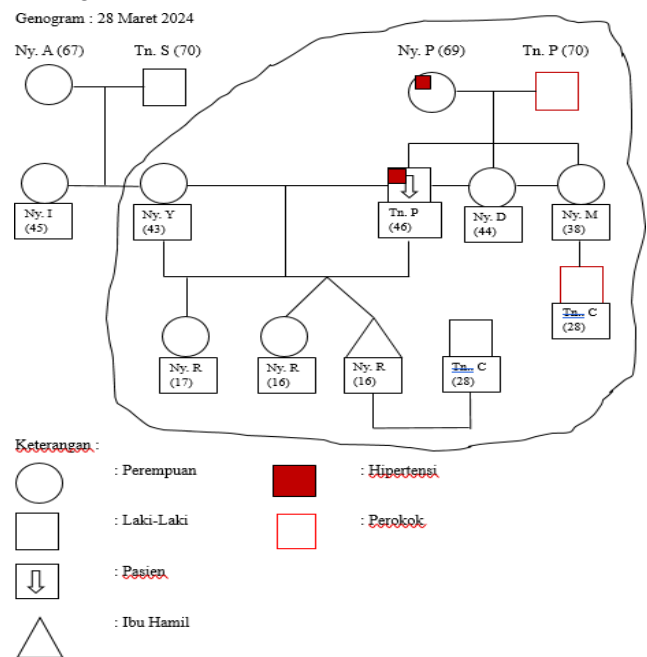 Genogram : 28 Maret 2024
Ny. A (67) Tn. S (70) Ny. P (69) Tn. P (70)
Ny. I
(45)
Ny. Y
(43)
Tn. P
(46)
Ny. D
(44)
Ny. M
(38)
Tn.. C
(28)
Ny. R
(17)
Ny. R
(16)
Ny. R
(16)
Tn.. C
(28)
Keterangan :
: Perempuan : Hipertensi
: Laki-Laki : Perokok
: Pasien
: Ibu Hamil